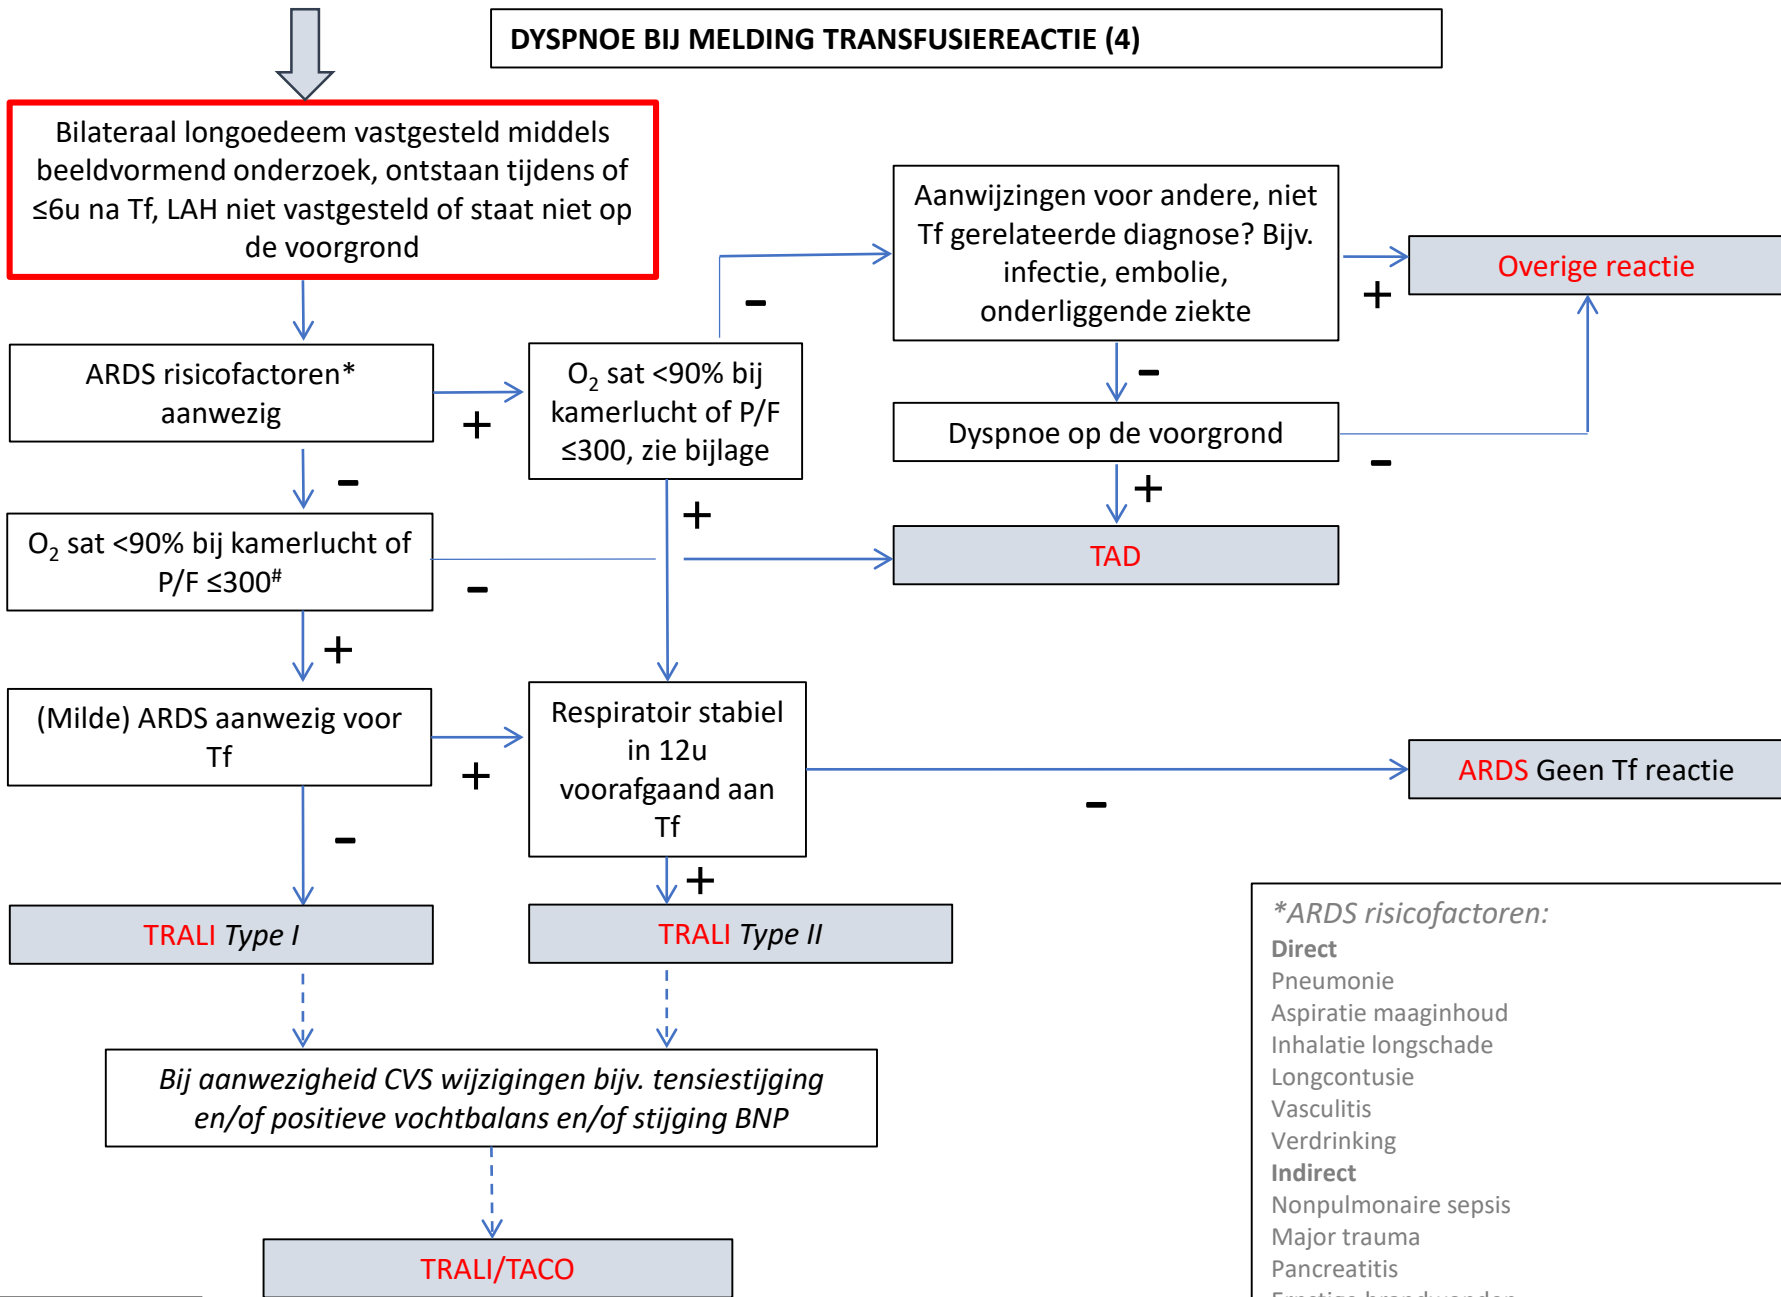 DYSPNOE BIJ MELDING TRANSFUSIEREACTIE (4)
Bilateraal longoedeem vastgesteld middels
beeldvormend onderzoek, ontstaan tijdens of
≤6u na Tf, LAH niet vastgesteld of staat niet op
de voorgrond
Aanwijzingen voor andere, niet
Tf gerelateerde diagnose? Bijv.
infectie, embolie,
onderliggende ziekte
+
Overige reactie
–
ARDS risicofactoren*
aanwezig
+
O₂ sat <90% bij
kamerlucht of P/F
≤300, zie bijlage
–
Dyspnoe op de voorgrond
–
+
–
+
O₂ sat <90% bij kamerlucht of
P/F ≤300#
–
TAD
+
(Milde) ARDS aanwezig voor
Tf
+
Respiratoir stabiel
in 12u
voorafgaand aan
Tf
–
ARDS Geen Tf reactie
–
+
TRALI Type I
TRALI Type II
Bij aanwezigheid CVS wijzigingen bijv. tensiestijging
en/of positieve vochtbalans en/of stijging BNP
TRALI/TACO
*ARDS risicofactoren:
Direct
Pneumonie
Aspiratie maaginhoud
Inhalatie longschade
Longcontusie
Vasculitis
Verdrinking
Indirect
Nonpulmonaire sepsis
Major trauma
Pancreatitis
Ernstige brandwonden